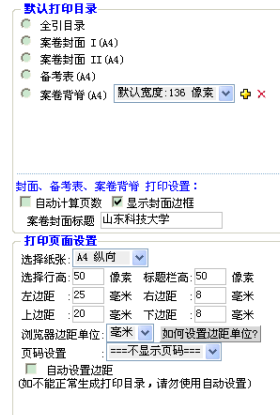 默认打印目录
全引目录
案卷封面 I(A4)
案卷封面 II(A4)
备考表(A4)
案卷背脊(A4) 默认宽度:136 像素
封面、备考表、案卷背脊 打印设置:
自动计算页数 显示封面边框
案卷封面标题 山东科技大学
打印页面设置
选择纸张: A4 纵向
选择行高: 50 像素 标题栏高: 50 像素
左边距 : 25 毫米 右边距 : 8 毫米
上边距 : 20 毫米 下边距 : 8 毫米
浏览器边距单位: 毫米 如何设置边距单位?
页码设置 : ===不显示页码===
自动设置边距
(如不能正常生成打印目录,请勿使用自动设置)